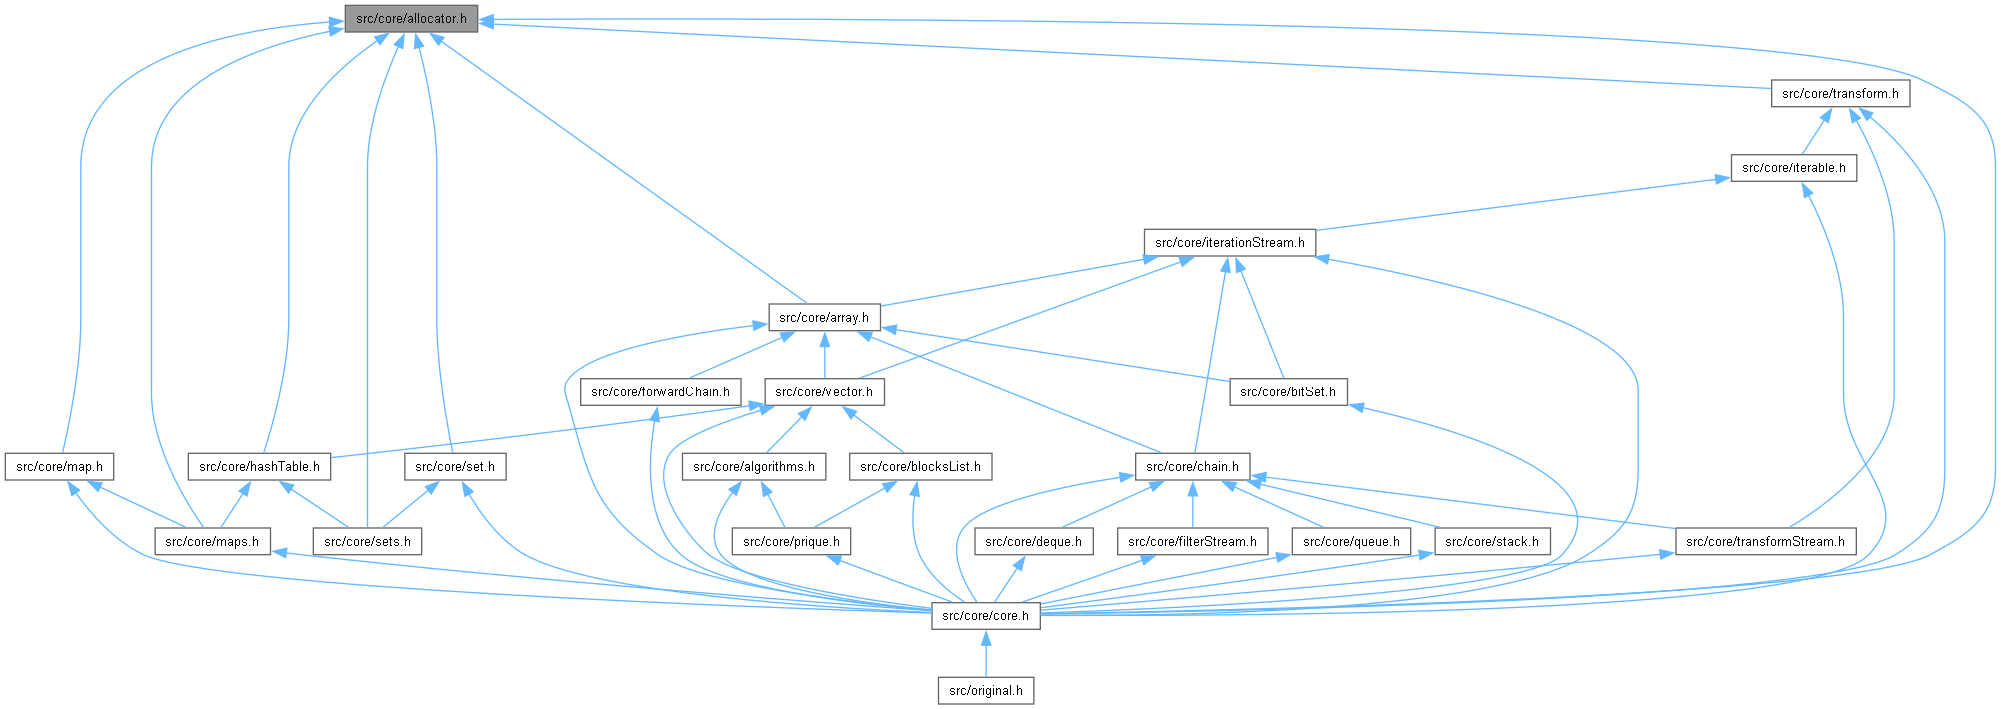 src/core/allocator.h
src/core/transform.h
src/core/iterable.h
src/core/iterationStream.h
src/core/array.h
src/core/forwardChain.h
src/core/vector.h
src/core/bitSet.h
src/core/map.h
src/core/hashTable.h
src/core/set.h
src/core/algorithms.h
src/core/blocksList.h
src/core/chain.h
src/core/maps.h
src/core/sets.h
src/core/prique.h
src/core/deque.h
src/core/filterStream.h
src/core/queue.h
src/core/stack.h
src/core/transformStream.h
src/core/core.h
src/original.h